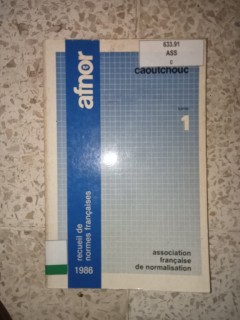 633.91
ASS
c
caoutchouc
afnor
tome
1
recueil de
normes françaises
1986
association
française
de normalisation